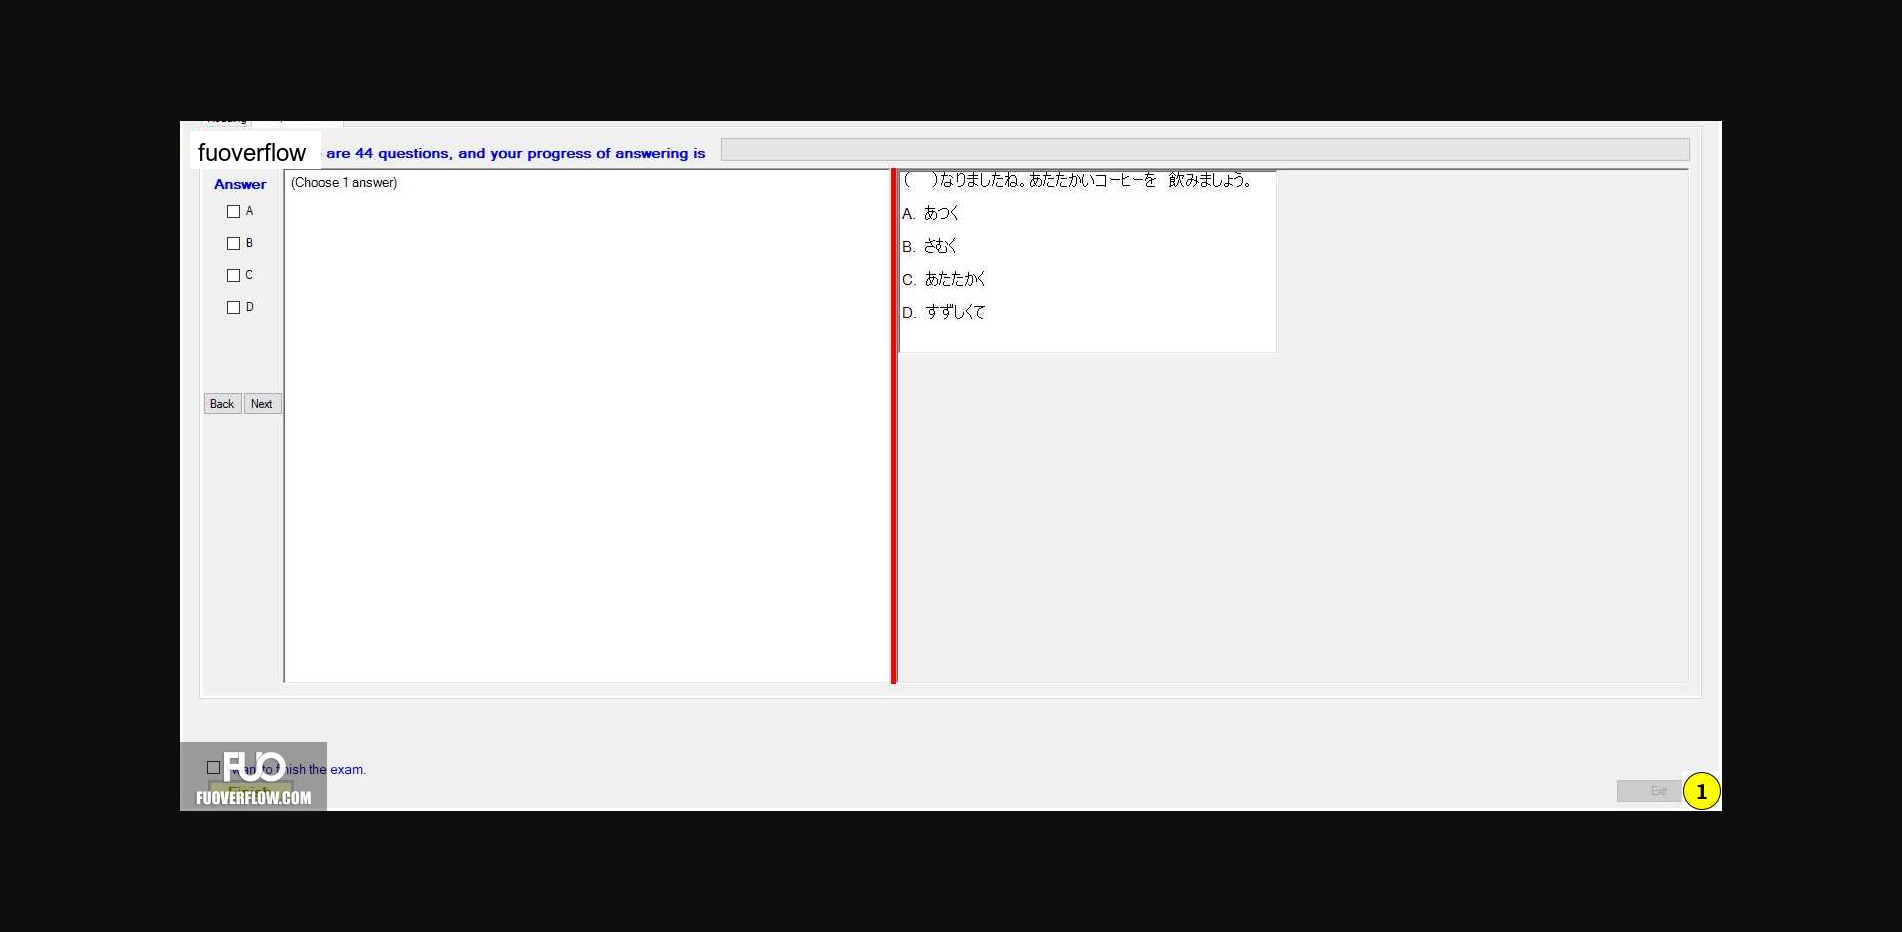 fuoverflow are 44 questions, and your progress of answering is
Answer
(Choose 1 answer)
A
B
C
D
Back Next
(　)なりましたね。あたたかいコーヒーを　飲みましょう。
A. あつく
B. さむく
C. あたたかく
D. すずしくて
want to finish the exam.
Finish
FUO
FUOVERFLOW.COM
Exit
1